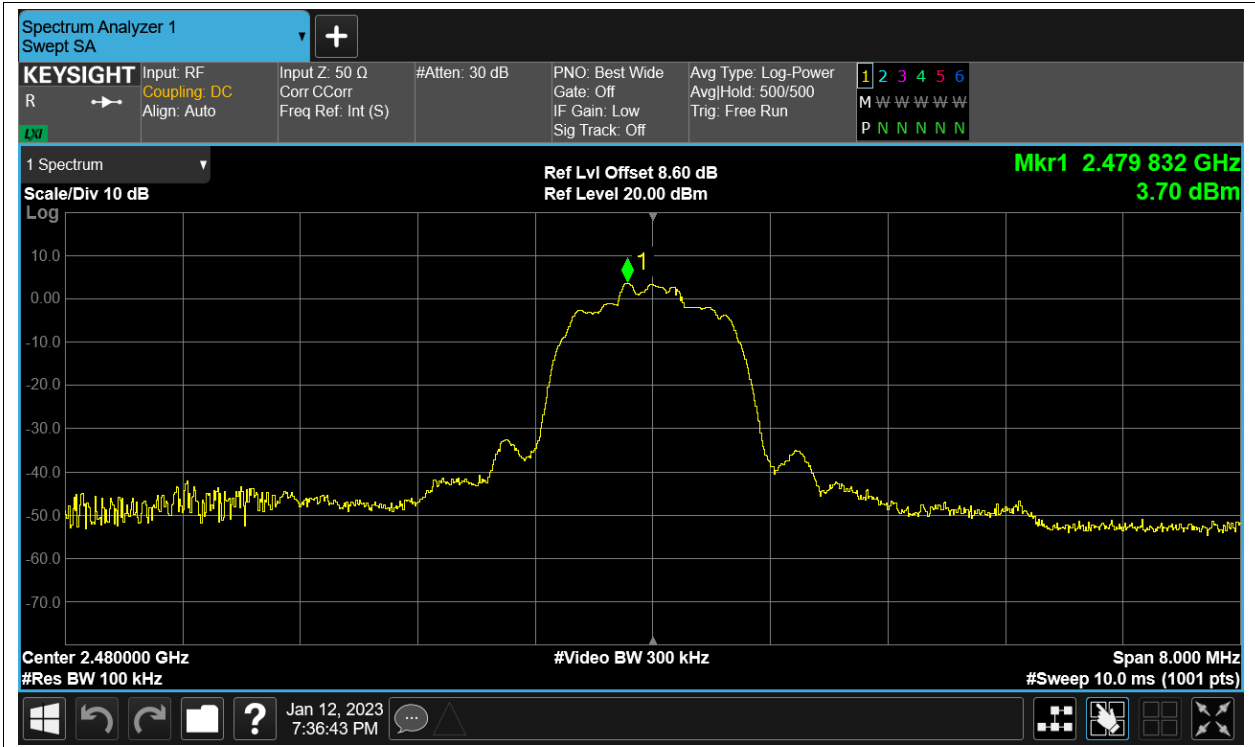 Spectrum Analyzer 1
Swept SA
KEYSIGHT
R
LXI
Input: RF
Coupling: DC
Align: Auto
Input Z: 50 Ω
Corr CCorr
Freq Ref: Int (S)
#Atten: 30 dB
PNO: Best Wide
Gate: Off
IF Gain: Low
Sig Track: Off
Avg Type: Log-Power
Avg|Hold: 500/500
Trig: Free Run
1 2 3 4 5 6
M W W W W W
P N N N N N
1 Spectrum
Scale/Div 10 dB
Log
Ref Lvl Offset 8.60 dB
Ref Level 20.00 dBm
Mkr1 2.479 832 GHz
3.70 dBm
1
10.0
0.00
-10.0
-20.0
-30.0
-40.0
-50.0
-60.0
-70.0
Center 2.480000 GHz
#Res BW 100 kHz
#Video BW 300 kHz
Span 8.000 MHz
#Sweep 10.0 ms (1001 pts)
?
Jan 12, 2023
7:36:43 PM